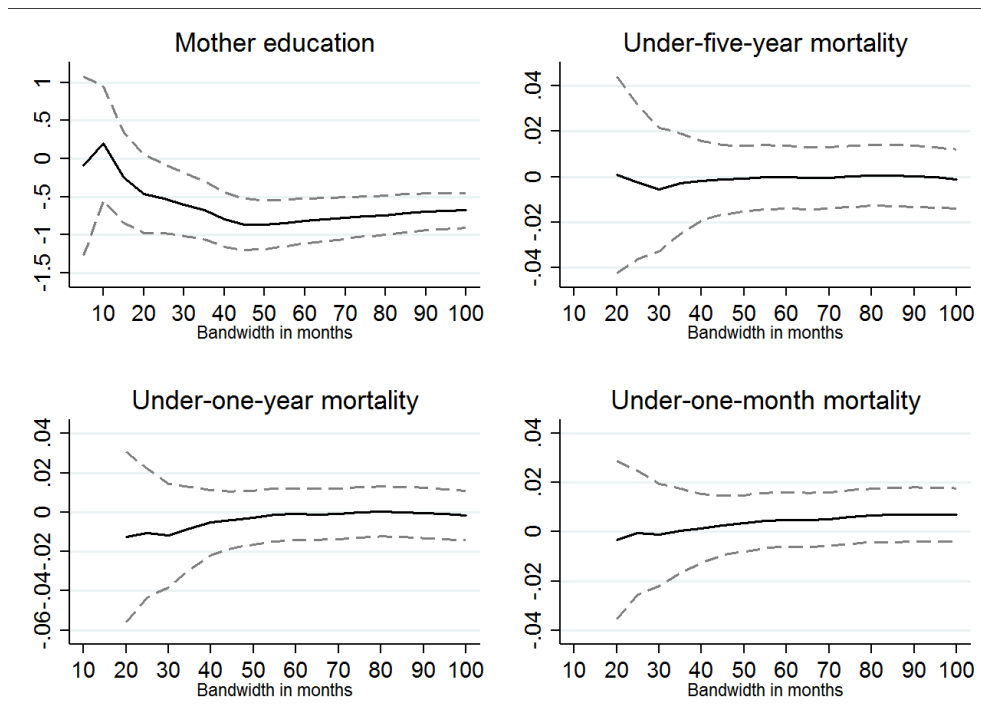 Mother education
1
.5
0
-.5
-1
-1.5
10 20 30 40 50 60 70 80 90 100
Bandwidth in months
Under-five-year mortality
.04
.02
0
-.02
-.04
10 20 30 40 50 60 70 80 90 100
Bandwidth in months
Under-one-year mortality
.04
.02
0
-.02
-.04
-.06
10 20 30 40 50 60 70 80 90 100
Bandwidth in months
Under-one-month mortality
.04
.02
0
-.02
-.04
10 20 30 40 50 60 70 80 90 100
Bandwidth in months